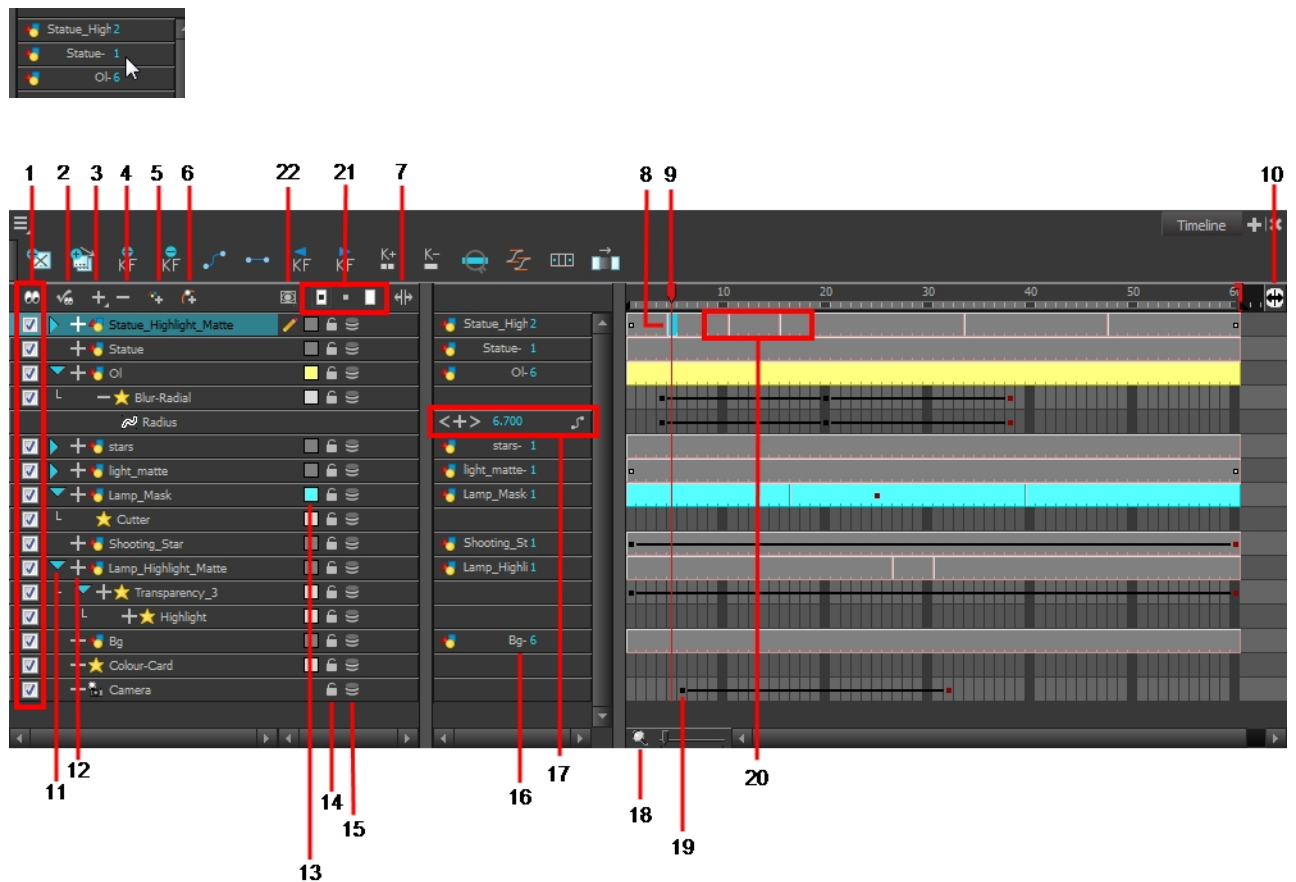 Statue_High 2
Statue- 1
Ol- 6
1 2 3 4 5 6 22 21 7 8 9 10
Timeline
KF KF KF KF K+ K-
10 20 30 40 50 60
Statue_Highlight_Matte
Statue_High 2
Statue
Statue- 1
Ol
Ol- 6
Blur-Radial
Radius
6.700
stars
stars- 1
light_matte
light_matte- 1
Lamp_Mask
Lamp_Mask- 1
Cutter
Shooting_Star
Shooting_St 1
Lamp_Highlight_Matte
Lamp_Highli 1
Transparency_3
Highlight
Bg
Bg- 6
Colour-Card
Camera
11 12 13 14 15 16 17 18 19 20